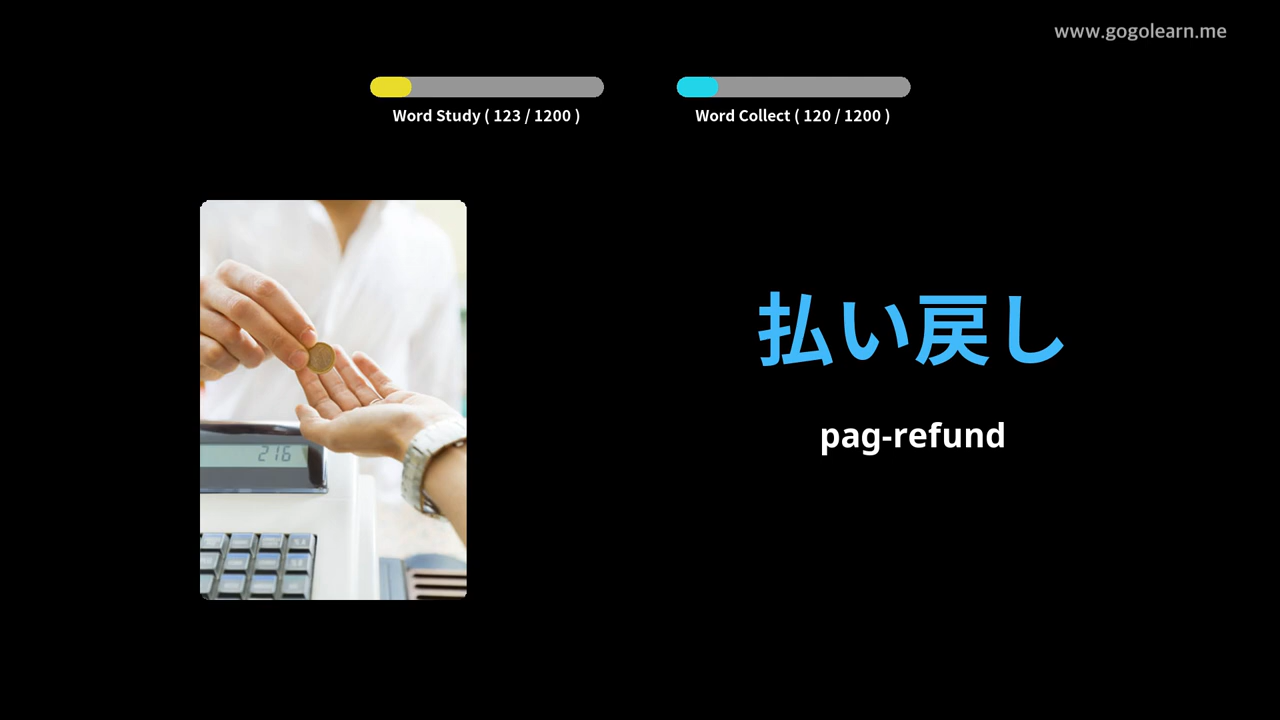 www.gogolearn.me
Word Study ( 123 / 1200 )
Word Collect ( 120 / 1200 )
216
払い戻し
pag-refund